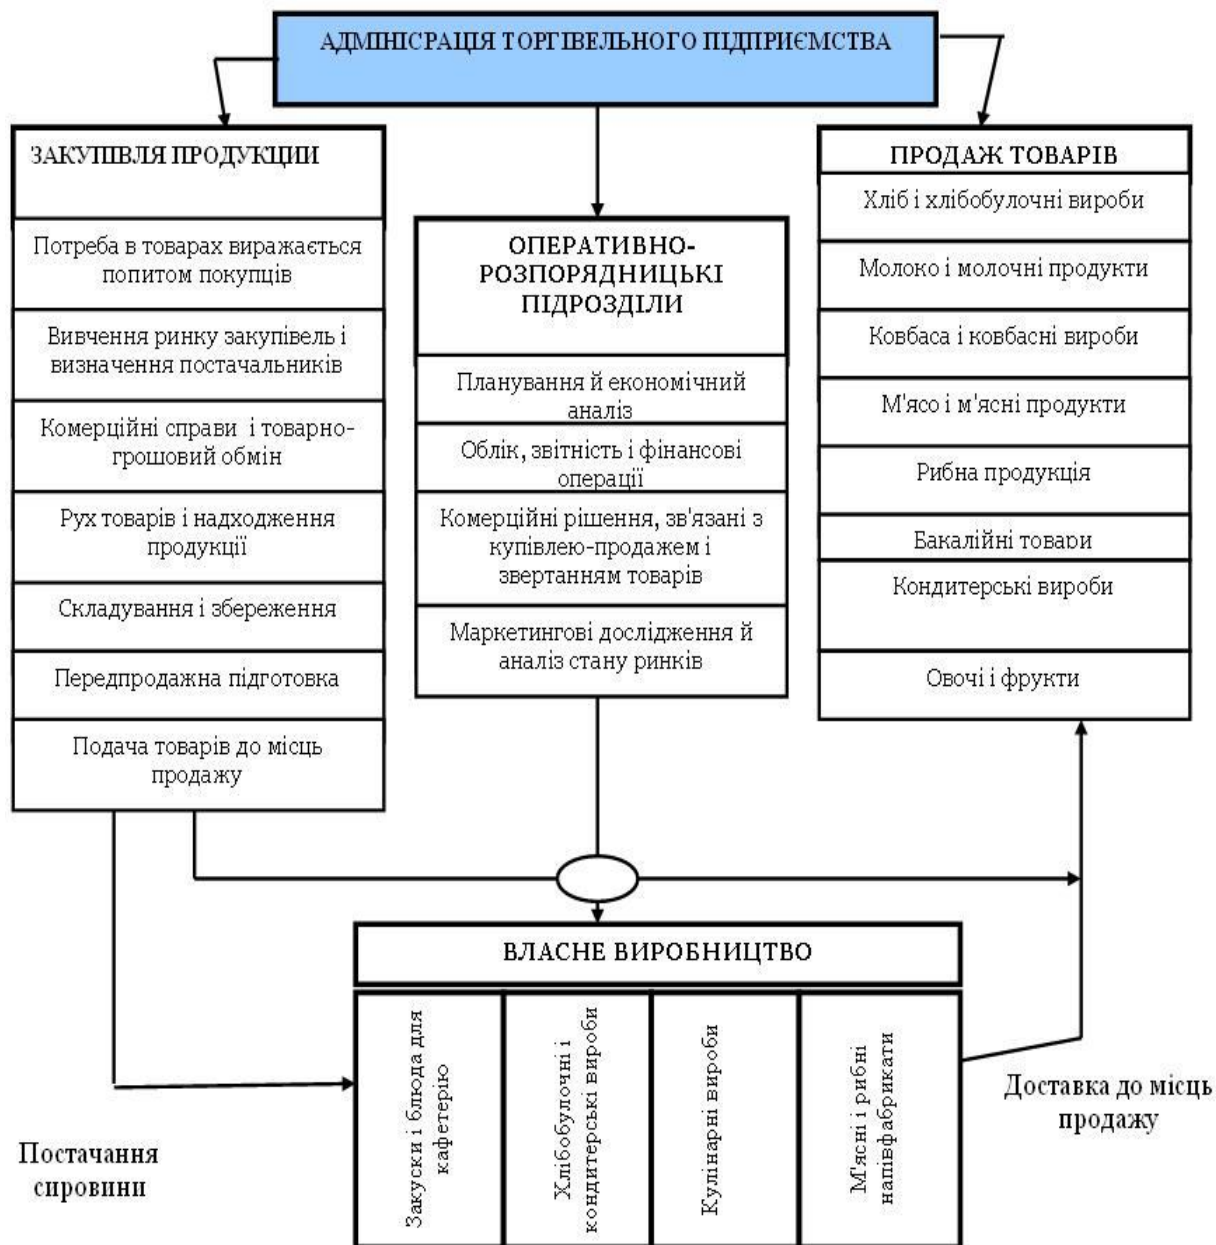 АДМІНІСРАЦІЯ ТОРГІВЕЛЬНОГО ПІДПРИЄМСТВА
ЗАКУПІВЛЯ ПРОДУКЦИИ
Потреба в товарах виражається
попитом покупців
Вивчення ринку закупівель і
визначення постачальників
Комерційні справи і товарно-
грошовий обмін
Рух товарів і надходження
продукції
Складування і збереження
Передпродажна підготовка
Подача товарів до місць
продажу
ОПЕРАТИВНО-
РОЗПОРЯДНИЦЬКІ
ПІДРОЗДІЛИ
Планування й економічний
аналіз
Облік, звітність і фінансові
операції
Комерційні рішення, зв'язані з
купівлею-продажем і
звертанням товарів
Маркетингові дослідження й
аналіз стану ринків
ПРОДАЖ ТОВАРІВ
Хліб і хлібобулочні вироби
Молоко і молочні продукти
Ковбаса і ковбасні вироби
М'ясо і м'ясні продукти
Рибна продукція
Бакалійні товари
Кондитерські вироби
Овочі і фрукти
ВЛАСНЕ ВИРОБНИЦТВО
Закуски і блюда для
кафетерію
Хлібобулочні і
кондитерські вироби
Кулінарні вироби
М'ясні і рибні
напівфабрикати
Постачання
сировини
Доставка до місць
продажу